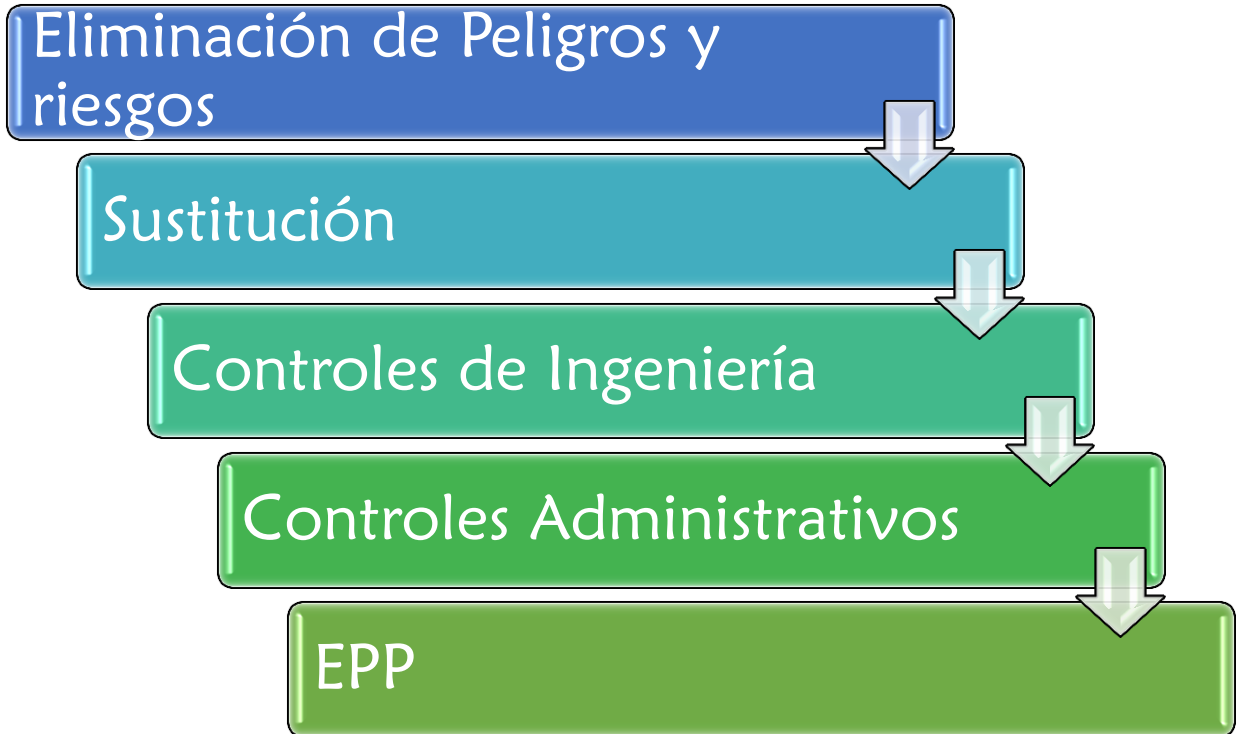 Eliminación de Peligros y
riesgos
Sustitución
Controles de Ingeniería
Controles Administrativos
EPP